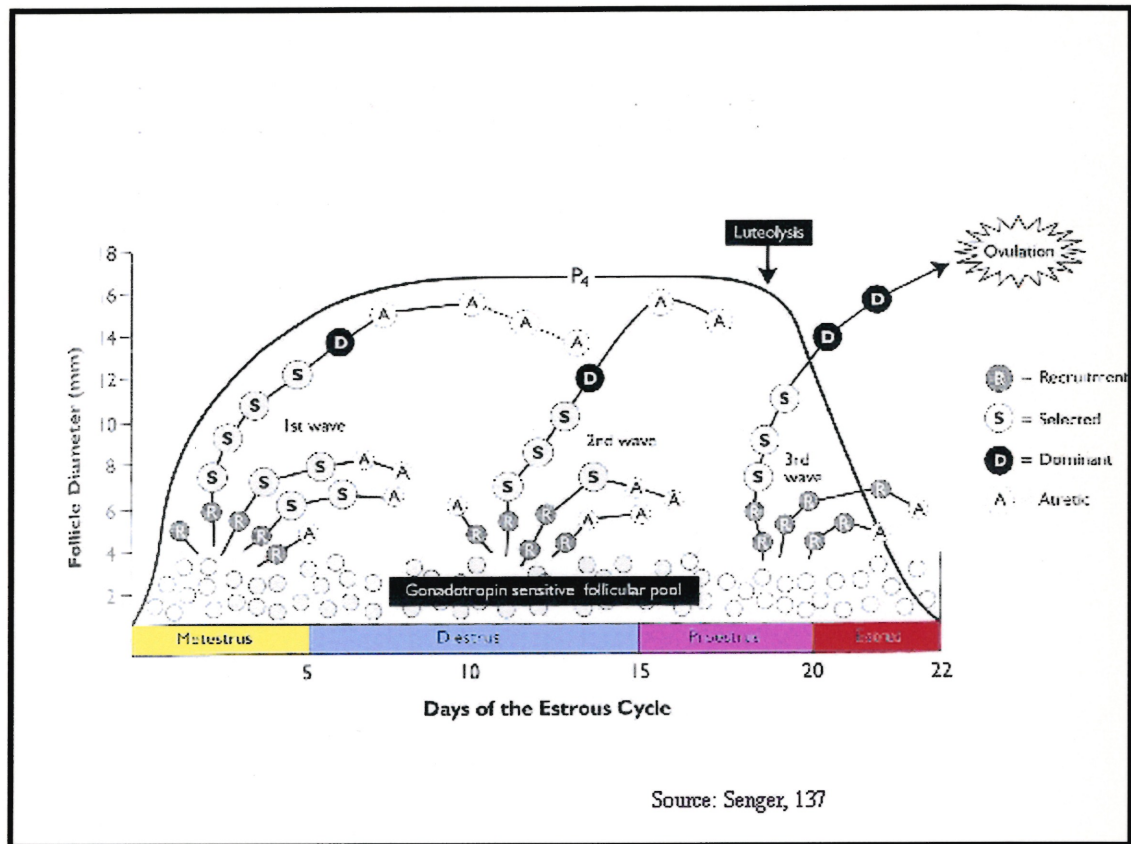 Luteolysis
Ovulation
P4
18
16
14
12
10
8
6
4
2
Follicle Diameter (mm)
1st wave
2nd wave
3rd
wave
R = Recruitment
S = Selected
D = Dominant
A = Atretic
A
A
A
A
D
S
S
S
S
S
R
R
S
S
A
A
R
S
S
A
R
R
A
A
A
D
S
S
S
R
A
R
R
S
A
A
R
R
A
A
D
D
S
S
S
R
R
R
R
R
A
R
R
A
Gonadotropin sensitive follicular pool
Metestrus
Diestrus
Proestrus
Estrus
5
10
15
20
22
Days of the Estrous Cycle
Source: Senger, 137